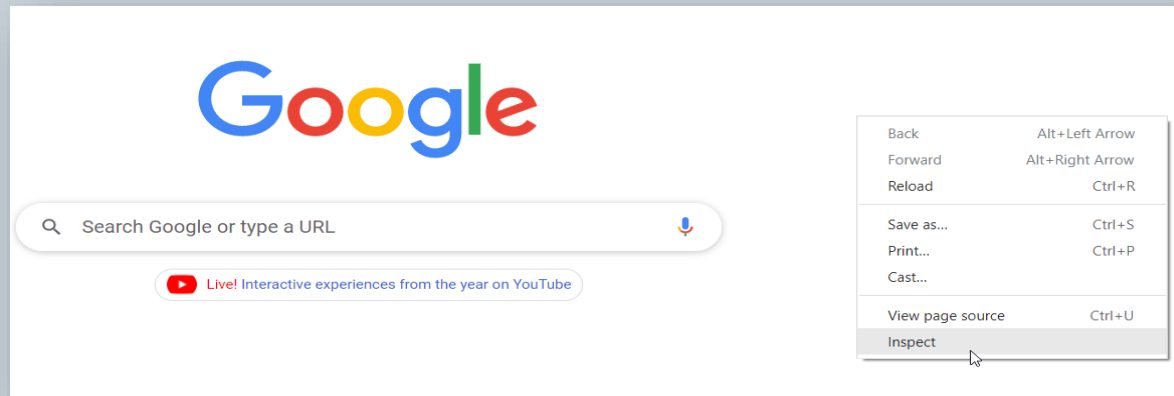 Google
Search Google or type a URL
Live! Interactive experiences from the year on YouTube
Back Alt+Left Arrow
Forward Alt+Right Arrow
Reload Ctrl+R
Save as... Ctrl+S
Print... Ctrl+P
Cast...
View page source Ctrl+U
Inspect